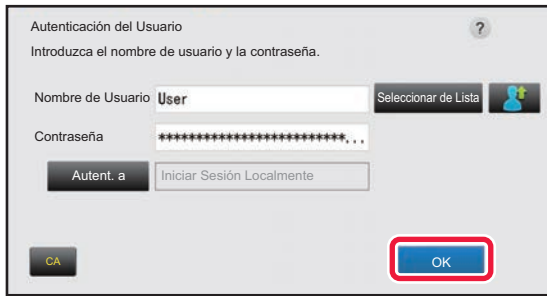 Autenticación del Usuario ?
Introduzca el nombre de usuario y la contraseña.
Nombre de Usuario User Seleccionar de Lista
Contraseña **************************...
Autent. a Iniciar Sesión Localmente
CA OK